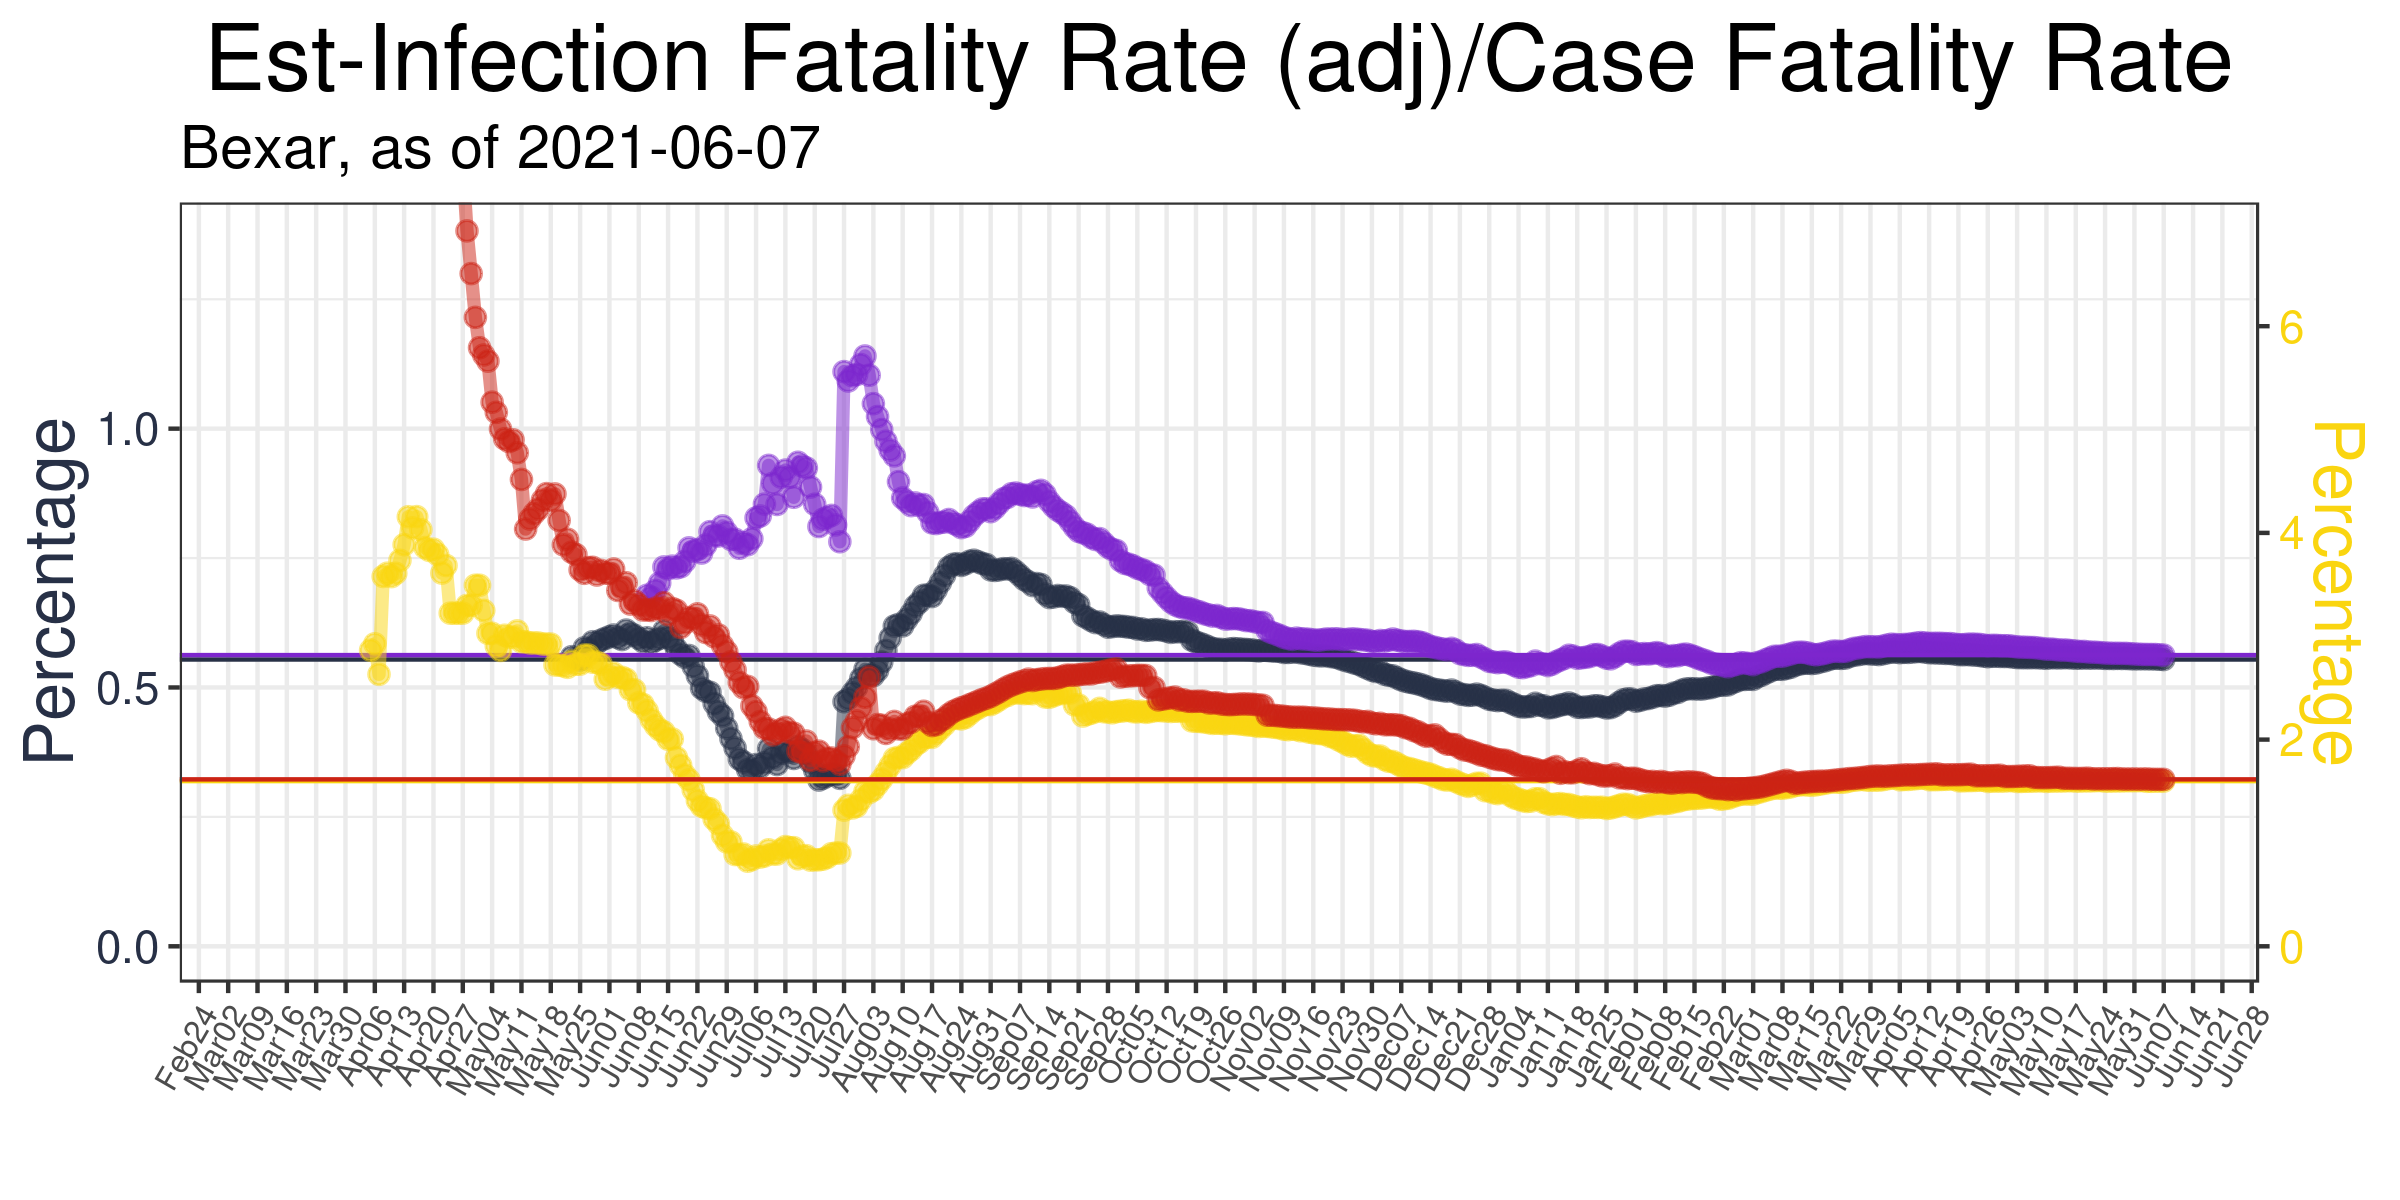 Est-Infection Fatality Rate (adj)/Case Fatality Rate
Bexar, as of 2021-06-07
Percentage
1.0
0.5
0.0
6
4
2
0
Percentage
Feb24
Mar02
Mar09
Mar16
Mar23
Mar30
Apr06
Apr13
Apr20
Apr27
May04
May11
May18
May25
Jun01
Jun08
Jun15
Jun22
Jun29
Jul06
Jul13
Jul20
Jul27
Aug03
Aug10
Aug17
Aug24
Aug31
Sep07
Sep14
Sep21
Sep28
Oct05
Oct12
Oct19
Oct26
Nov02
Nov09
Nov16
Nov23
Nov30
Dec07
Dec14
Dec21
Dec28
Jan04
Jan11
Jan18
Jan25
Feb01
Feb08
Feb15
Feb22
Mar01
Mar08
Mar15
Mar22
Mar29
Apr05
Apr12
Apr19
Apr26
May03
May10
May17
May24
May31
Jun07
Jun14
Jun21
Jun28